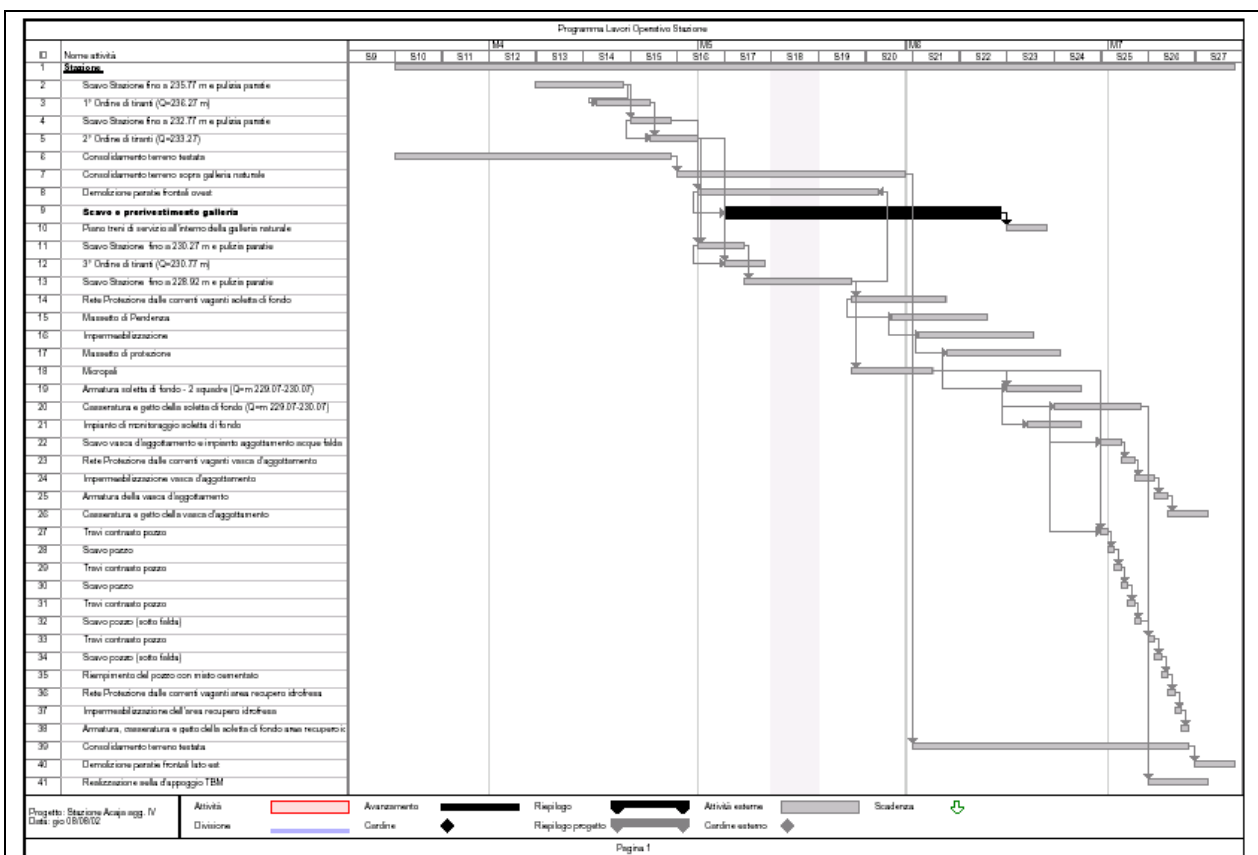 Programma Lavori Operativo Stazione
M4 M5 M6 M7
ID Nome attività S9 S10 S11 S12 S13 S14 S15 S16 S17 S18 S19 S20 S21 S22 S23 S24 S25 S26 S27
1 Stazione
2 Scavo Stazione fino a 235.77 m e pulizia paratie
3 1° Ordine di tiranti (Q=236.27 m)
4 Scavo Stazione fino a 232.77 m e pulizia paratie
5 2° Ordine di tiranti (Q=233.27)
6 Consolidamento terreno testata
7 Consolidamento terreno sopra galleria naturale
8 Demolizione paratie frontali ovest
9 Scavo e prerivestimento galleria
10 Piano treni di servizio all'interno della galleria naturale
11 Scavo Stazione fino a 230.27 m e pulizia paratie
12 3° Ordine di tiranti (Q=230.77 m)
13 Scavo Stazione fino a 228.92 m e pulizia paratie
14 Rete Protezione dalle correnti vaganti soletta di fondo
15 Massetto di Pendenza
16 Impermeabilizzazione
17 Massetto di protezione
18 Micropali
19 Armatura soletta di fondo - 2 squadre (Q=m 229.07-230.07)
20 Casseratura e getto della soletta di fondo (Q=m 229.07-230.07)
21 Impianto di monitoraggio soletta di fondo
22 Scavo vasca d'aggottamento e impianto aggottamento acque falda
23 Rete Protezione dalle correnti vaganti vasca d'aggottamento
24 Impermeabilizzazione vasca d'aggottamento
25 Armatura della vasca d'aggottamento
26 Casseratura e getto della vasca d'aggottamento
27 Travi contrasto pozzo
28 Scavo pozzo
29 Travi contrasto pozzo
30 Scavo pozzo
31 Travi contrasto pozzo
32 Scavo pozzo (sotto falda)
33 Travi contrasto pozzo
34 Scavo pozzo (sotto falda)
35 Riempimento del pozzo con misto cementato
36 Rete Protezione dalle correnti vaganti area recupero idrofresa
37 Impermeabilizzazione dell'area recupero idrofresa
38 Armatura, casseratura e getto della soletta di fondo area recupero ic
39 Consolidamento terreno testata
40 Demolizione paratie frontali lato est
41 Realizzazione sella d'appoggio TBM
Progetto: Stazione Acaja agg. IV
Data: gio 08/08/02
Attività Avanzamento Riepilogo Attività esterne Scadenza
Divisione Cardine Riepilogo progetto Cardine esterno
Pagina 1